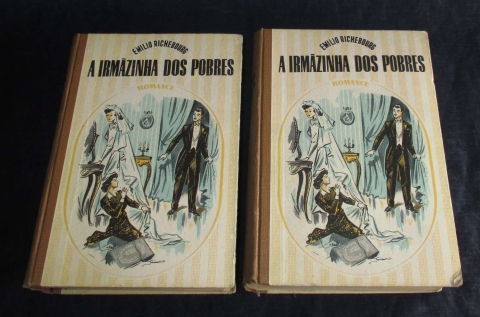 EMILIO RICHEBOURG
A IRMÃZINHA DOS POBRES
ROMANCE
EMILIO RICHEBOURG
A IRMÃZINHA DOS POBRES
ROMANCE